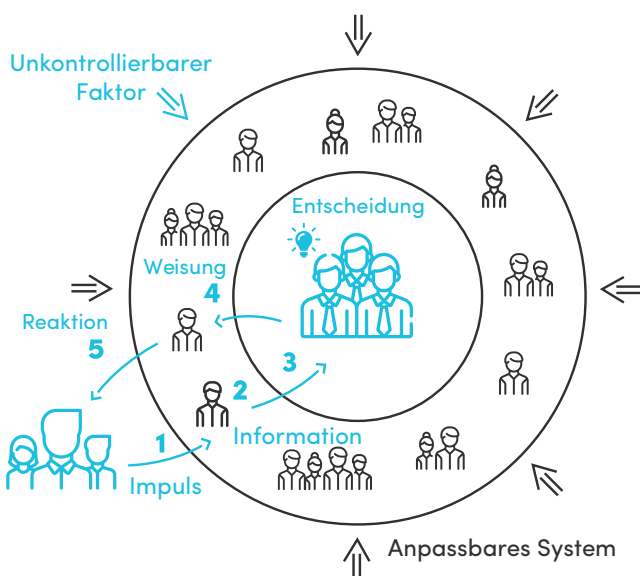 Unkontrollierbarer
Faktor
Entscheidung
Weisung
4
Reaktion
5
3
2
1
Information
Impuls
Anpassbares System